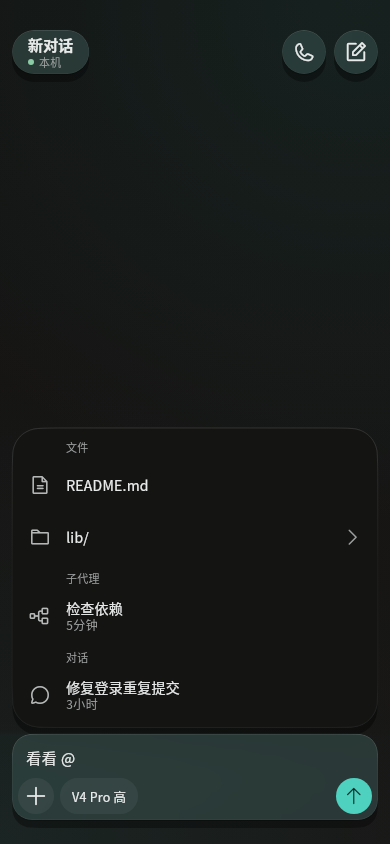 新对话
本机
文件
README.md
lib/
子代理
检查依赖
5分钟
对话
修复登录重复提交
3小时
看看 @
V4 Pro 高